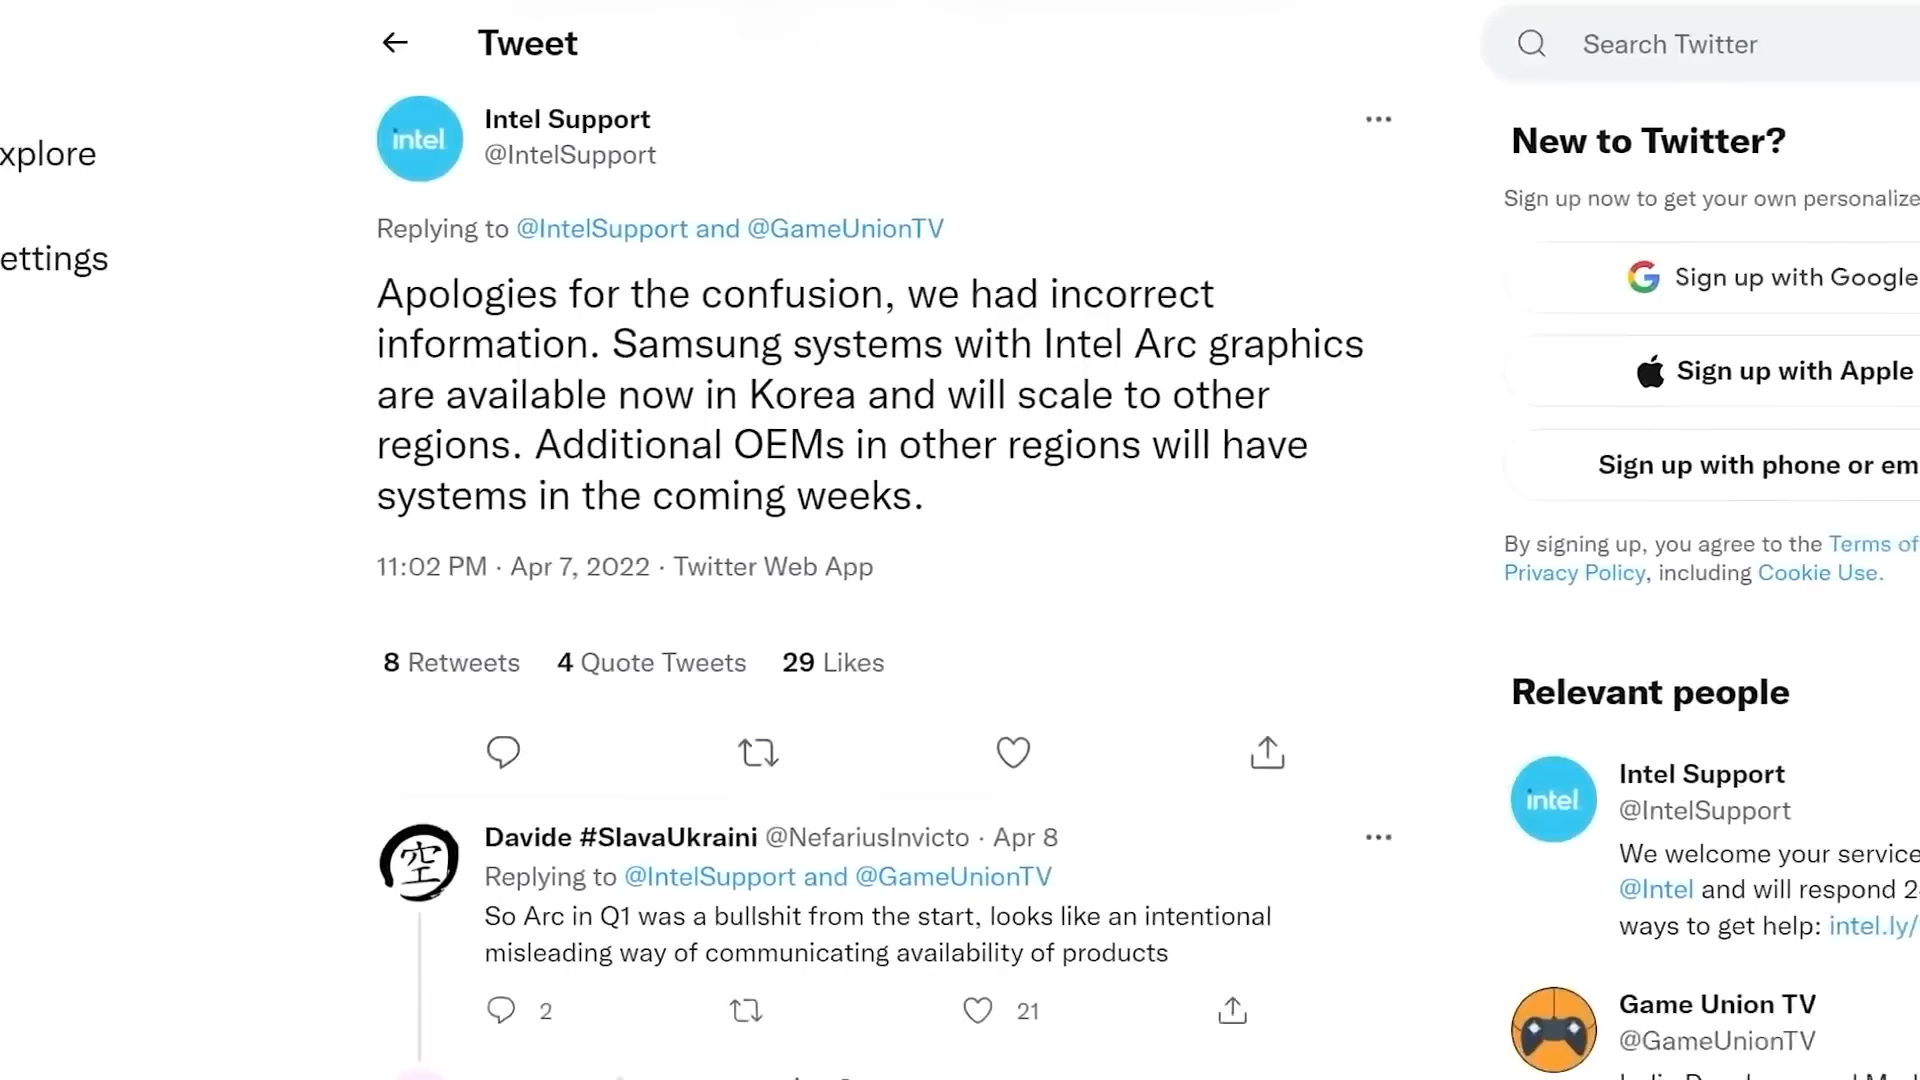 Tweet
Search Twitter
xplore
ettings
intel
Intel Support
@IntelSupport
Replying to @IntelSupport and @GameUnionTV
Apologies for the confusion, we had incorrect
information. Samsung systems with Intel Arc graphics
are available now in Korea and will scale to other
regions. Additional OEMs in other regions will have
systems in the coming weeks.
11:02 PM · Apr 7, 2022 · Twitter Web App
8 Retweets 4 Quote Tweets 29 Likes
空
Davide #SlavaUkraini @NefariusInvicto · Apr 8
Replying to @IntelSupport and @GameUnionTV
So Arc in Q1 was a bullshit from the start, looks like an intentional
misleading way of communicating availability of products
2 21
New to Twitter?
Sign up now to get your own personalize
Sign up with Google
Sign up with Apple
Sign up with phone or em
By signing up, you agree to the Terms of
Privacy Policy, including Cookie Use.
Relevant people
intel
Intel Support
@IntelSupport
We welcome your service
@Intel and will respond 2
ways to get help: intel.ly/
Game Union TV
@GameUnionTV